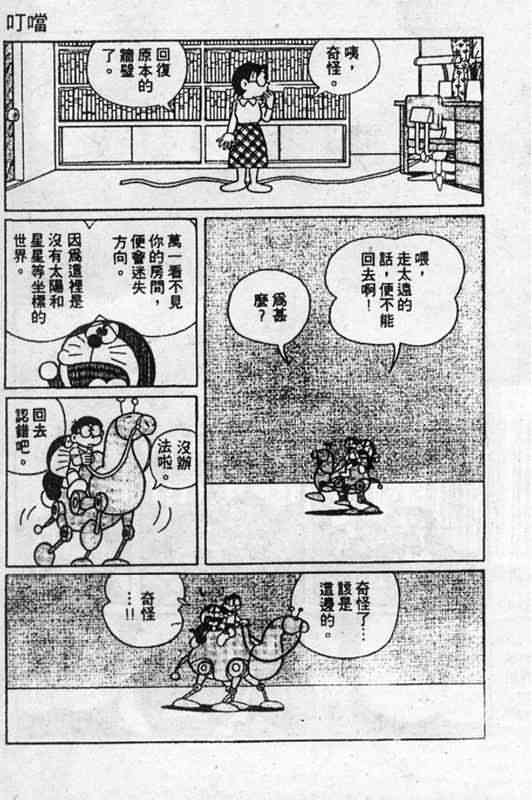 叮噹
咦，
奇怪。
回復
原本的
牆壁
了。
喂，
走太遠的
話，便不能
回去啊！
爲甚
麼？
萬一看不見
你的房間，
便會迷失
方向。
因爲這裡是
沒有太陽和
星星等坐標的
世界。
沒辦
法啦。
回去
認錯吧。
奇怪了…
該是
這邊的。
奇怪
…!!